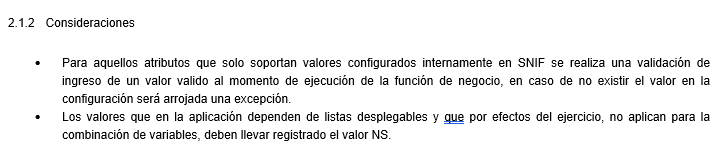 2.1.2 Consideraciones
• Para aquellos atributos que solo soportan valores configurados internamente en SNIF se realiza una validación de
ingreso de un valor valido al momento de ejecución de la función de negocio, en caso de no existir el valor en la
configuración será arrojada una excepción.
• Los valores que en la aplicación dependen de listas desplegables y que por efectos del ejercicio, no aplican para la
combinación de variables, deben llevar registrado el valor NS.